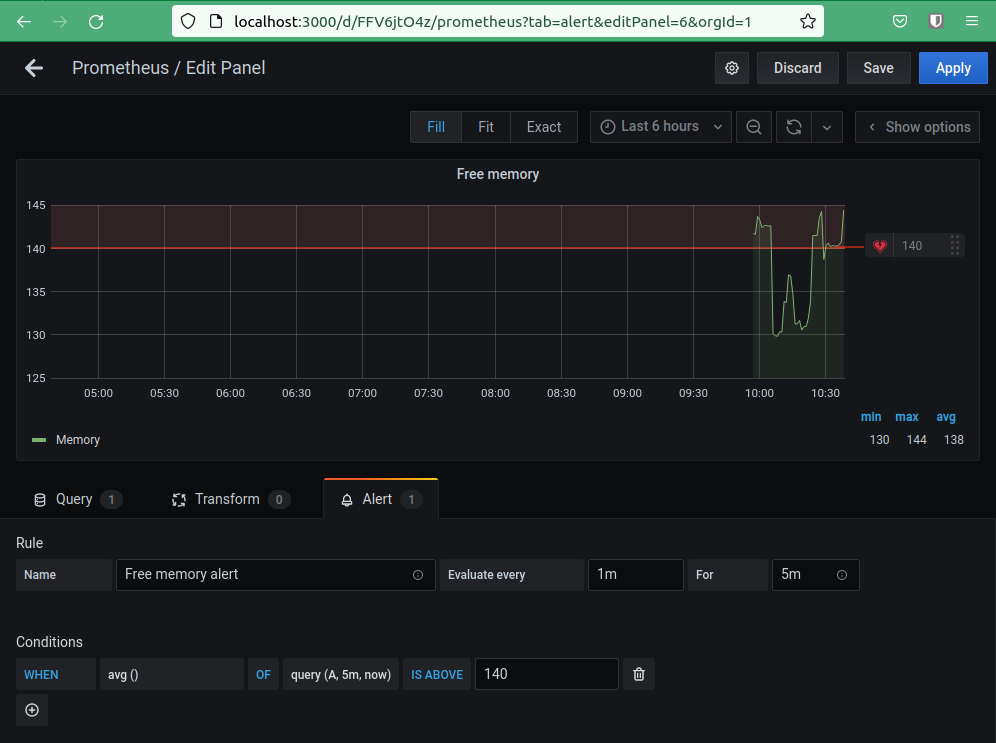 localhost:3000/d/FFV6jtO4z/prometheus?tab=alert&editPanel=6&orgId=1
Prometheus / Edit Panel
Discard
Save
Apply
Fill
Fit
Exact
Last 6 hours
Show options
Free memory
145
140
135
130
125
140
05:00 05:30 06:00 06:30 07:00 07:30 08:00 08:30 09:00 09:30 10:00 10:30
min max avg
Memory
130 144 138
Query 1
Transform 0
Alert 1
Rule
Name
Free memory alert
Evaluate every
1m
For
5m
Conditions
WHEN
avg ()
OF
query (A, 5m, now)
IS ABOVE
140